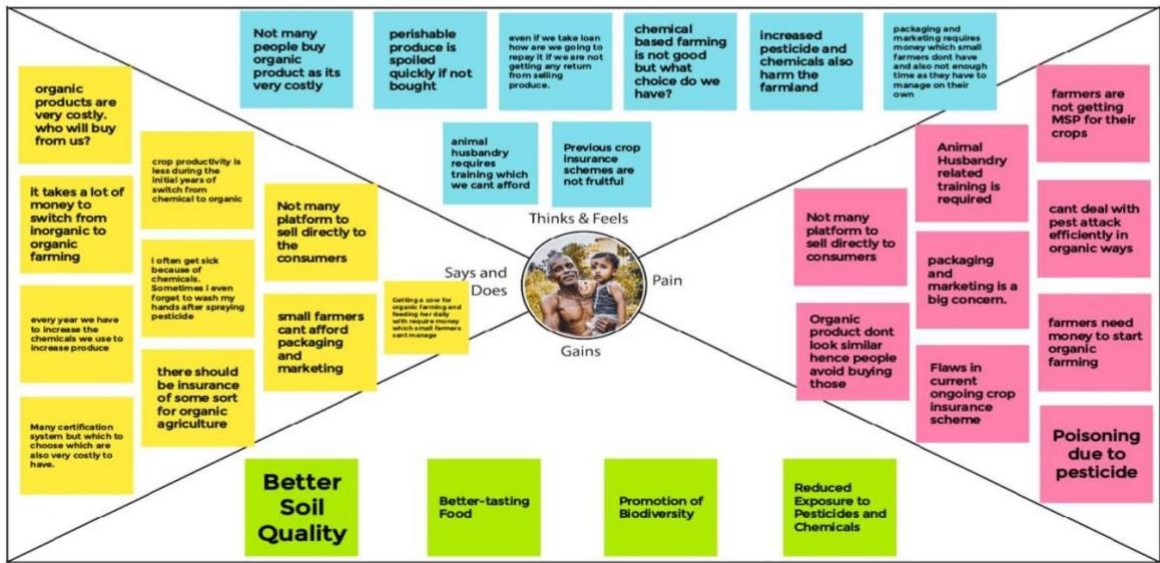 Not many
people buy
organic
product as its
very costly
perishable
produce is
spoiled
quickly if not
bought
even if we take loan
how are we going to
repay it if we are not
getting any return
from selling
produce.
chemical
based farming
is not good
but what
choice do we
have?
increased
pesticide and
chemicals also
harm the
farmland
packaging and
marketing requires
money which small
farmers dont have
and also not enough
time as they have to
manage on their
own
animal
husbandry
requires
training which
we cant afford
Previous crop
insurance
schemes are
not fruitful
Thinks & Feels
organic
products are
very costly.
who will buy
from us?
it takes a lot of
money to
switch from
inorganic to
organic
farming
every year we have
to increase the
chemicals we use to
increase produce
Many certification
system but which to
choose which are
also very costly to
have.
crop productivity is
less during the
initial years of
switch from
chemical to organic
i often get sick
because of
chemicals.
Sometimes i even
forget to wash my
hands after spraying
pesticide
there should
be insurance
of some sort
for organic
agriculture
Not many
platform to
sell directly to
the
consumers
small farmers
cant afford
packaging
and
marketing
Getting a cow for
organic farming and
feeding her daily
with require money
which small farmers
cant manage
Says and
Does
Pain
Gains
Not many
platform to
sell directly to
consumers
Organic
product dont
look similar
hence people
avoid buying
those
Animal
Husbandry
related
training is
required
packaging
and
marketing is a
big concern.
Flaws in
current
ongoing crop
insurance
scheme
farmers are
not getting
MSP for their
crops
cant deal with
pest attack
efficiently in
organic ways
farmers need
money to start
organic
farming
Poisoning
due to
pesticide
Better
Soil
Quality
Better-tasting
Food
Promotion of
Biodiversity
Reduced
Exposure to
Pesticides and
Chemicals